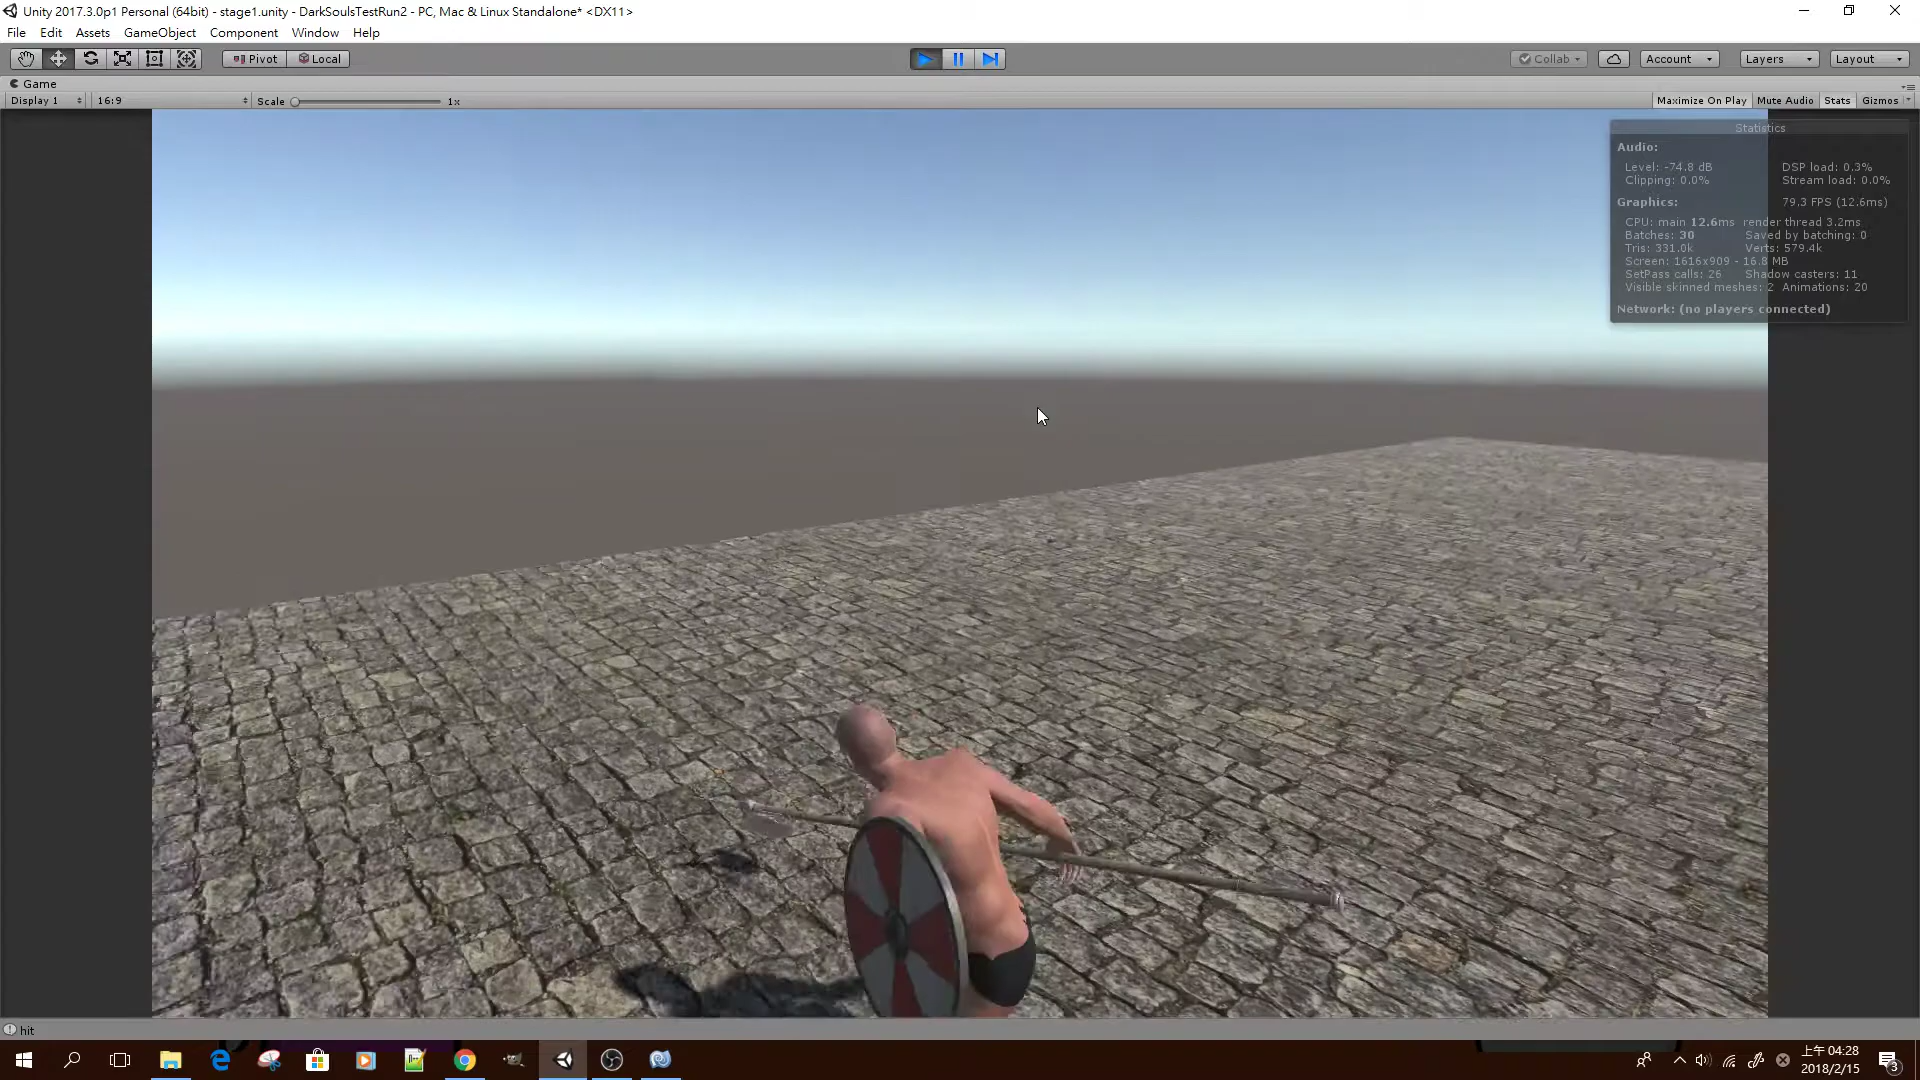 Unity 2017.3.0p1 Personal (64bit) - stage1.unity - DarkSoulsTestRun2 - PC, Mac & Linux Standalone* <DX11>
File Edit Assets GameObject Component Window Help
Pivot Local Collab Account Layers Layout
Game
Display 1 16:9 Scale 1x Maximize On Play Mute Audio Stats Gizmos
Statistics
Audio:
Level: -74.8 dB DSP load: 0.3%
Clipping: 0.0% Stream load: 0.0%
Graphics: 79.3 FPS (12.6ms)
CPU: main 12.6ms render thread 3.2ms
Batches: 30 Saved by batching: 0
Tris: 331.0k Verts: 579.4k
Screen: 1616x909 - 16.8 MB
SetPass calls: 26 Shadow casters: 11
Visible skinned meshes: 2 Animations: 20
Network: (no players connected)
hit
上午 04:28
2018/2/15
3